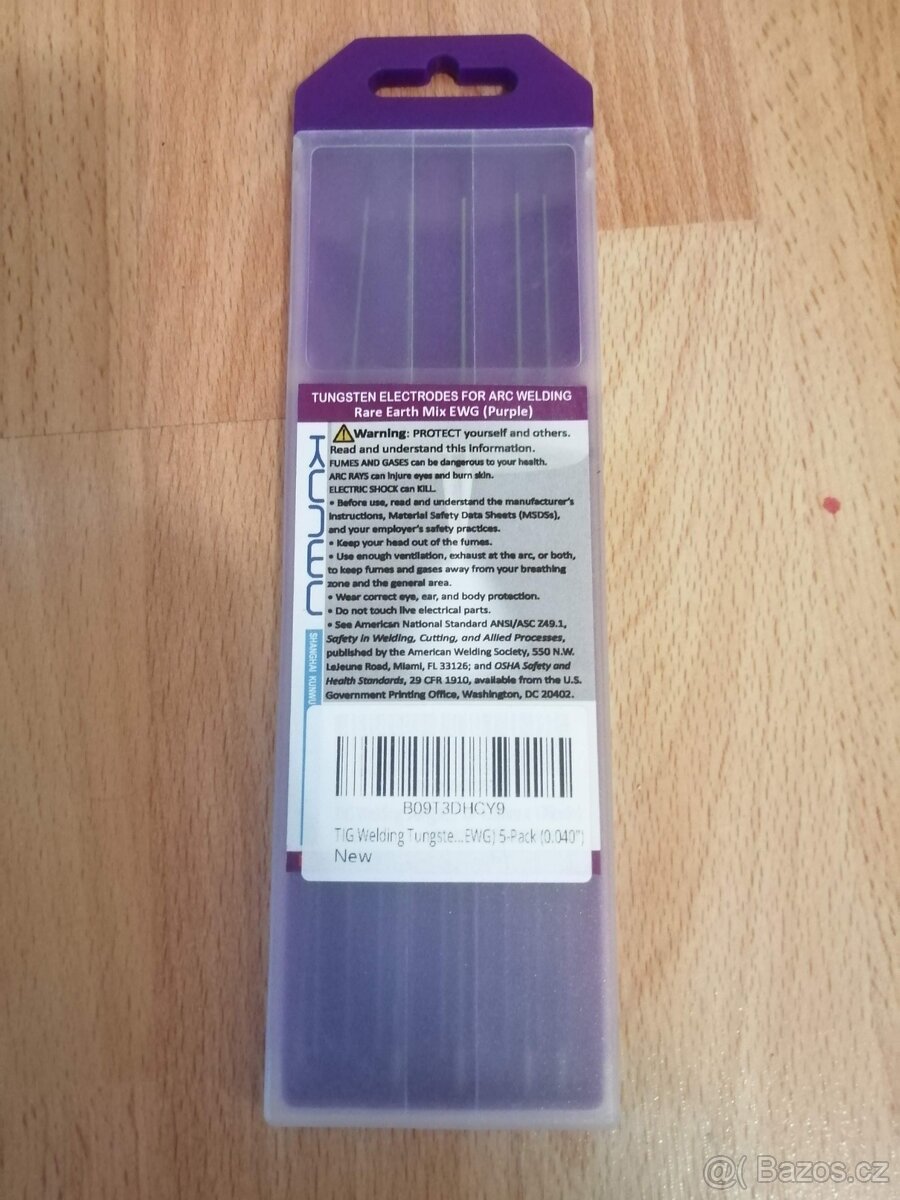 TUNGSTEN ELECTRODES FOR ARC WELDING
Rare Earth Mix EWG (Purple)
Warning: PROTECT yourself and others.
Read and understand this information.
FUMES AND GASES can be dangerous to your health.
ARC RAYS can injure eyes and burn skin.
ELECTRIC SHOCK can KILL.
• Before use, read and understand the manufacturer's
instructions, Material Safety Data Sheets (MSDSs),
and your employer's safety practices.
• Keep your head out of the fumes.
• Use enough ventilation, exhaust at the arc, or both,
to keep fumes and gases away from your breathing
zone and the general area.
• Wear correct eye, ear, and body protection.
• Do not touch live electrical parts.
• See American National Standard ANSI/ASC Z49.1,
Safety in Welding, Cutting, and Allied Processes,
published by the American Welding Society, 550 N.W.
LeJeune Road, Miami, FL 33126; and OSHA Safety and
Health Standards, 29 CFR 1910, available from the U.S.
Government Printing Office, Washington, DC 20402.
KUNWU
SHANGHAI KUNWU
B09T3DHCY9
TIG Welding Tungste...EWG) 5-Pack (0.040")
New
@( Bazos.cz